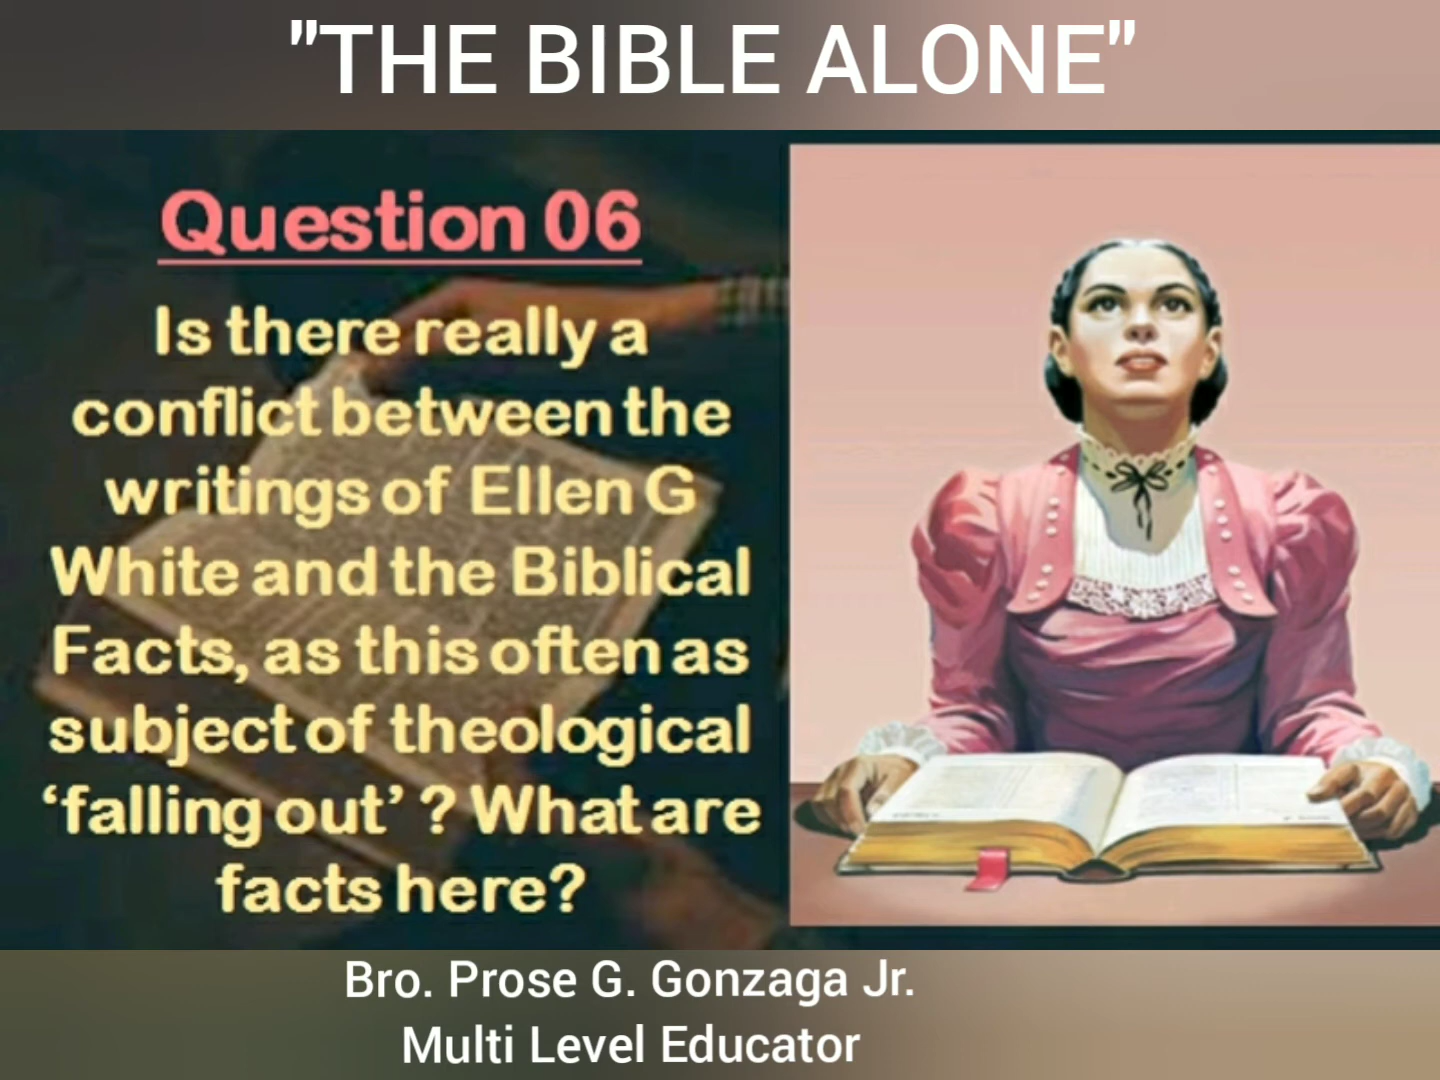 "THE BIBLE ALONE"
Question 06
Is there really a
conflict between the
writings of Ellen G
White and the Biblical
Facts, as this often as
subject of theological
‘falling out’ ? What are
facts here?
Bro. Prose G. Gonzaga Jr.
Multi Level Educator